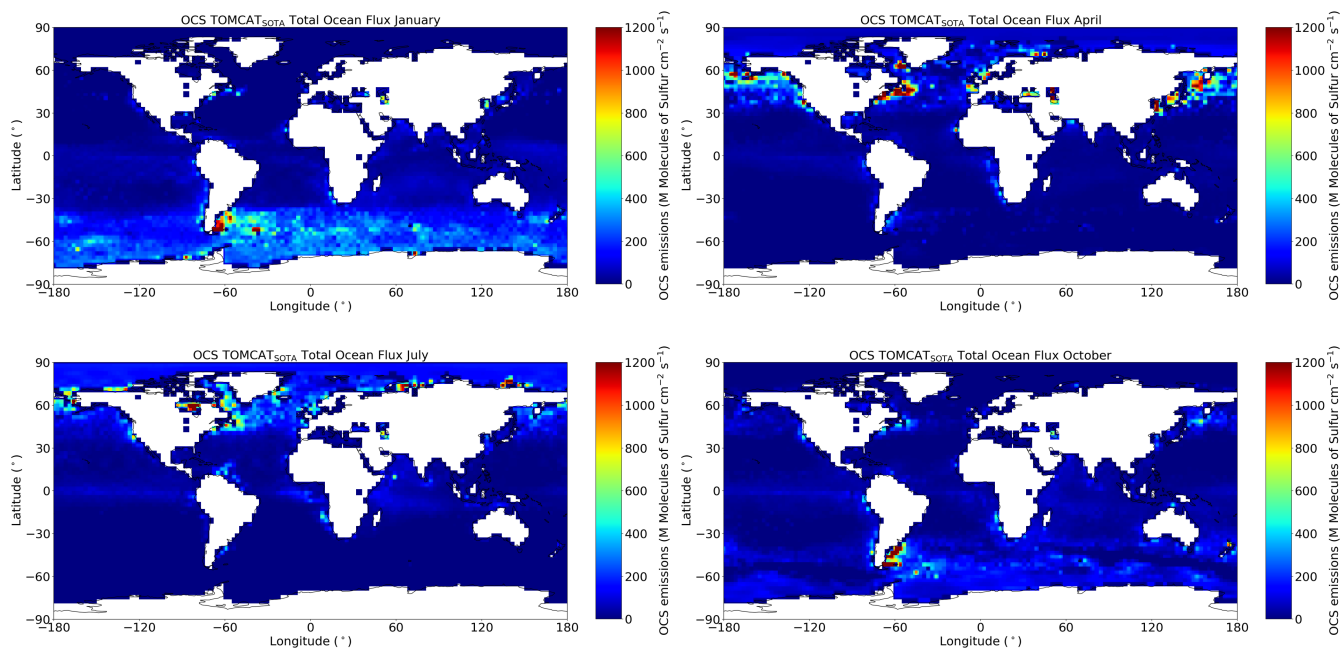 OCS TOMCAT_SOTA Total Ocean Flux January
90
60
30
0
−30
−60
−90
Latitude (°)
−180 −120 −60 0 60 120 180
Longitude (°)
1200
1000
800
600
400
200
0
OCS emissions (M Molecules of Sulfur cm⁻² s⁻¹)
OCS TOMCAT_SOTA Total Ocean Flux April
90
60
30
0
−30
−60
−90
Latitude (°)
−180 −120 −60 0 60 120 180
Longitude (°)
1200
1000
800
600
400
200
0
OCS emissions (M Molecules of Sulfur cm⁻² s⁻¹)
OCS TOMCAT_SOTA Total Ocean Flux July
90
60
30
0
−30
−60
−90
Latitude (°)
−180 −120 −60 0 60 120 180
Longitude (°)
1200
1000
800
600
400
200
0
OCS emissions (M Molecules of Sulfur cm⁻² s⁻¹)
OCS TOMCAT_SOTA Total Ocean Flux October
90
60
30
0
−30
−60
−90
Latitude (°)
−180 −120 −60 0 60 120 180
Longitude (°)
1200
1000
800
600
400
200
0
OCS emissions (M Molecules of Sulfur cm⁻² s⁻¹)